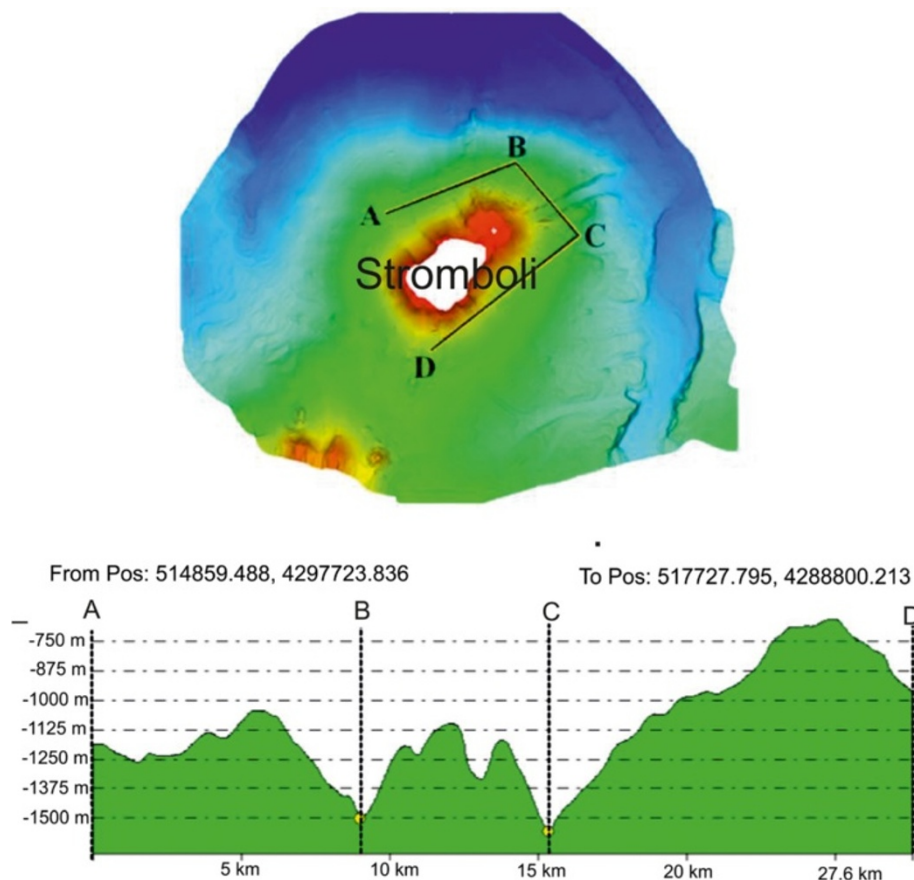 B
A
C
Stromboli
D
From Pos: 514859.488, 4297723.836
To Pos: 517727.795, 4288800.213
A
B
C
D
-750 m
-875 m
-1000 m
-1125 m
-1250 m
-1375 m
-1500 m
5 km
10 km
15 km
20 km
27.6 km